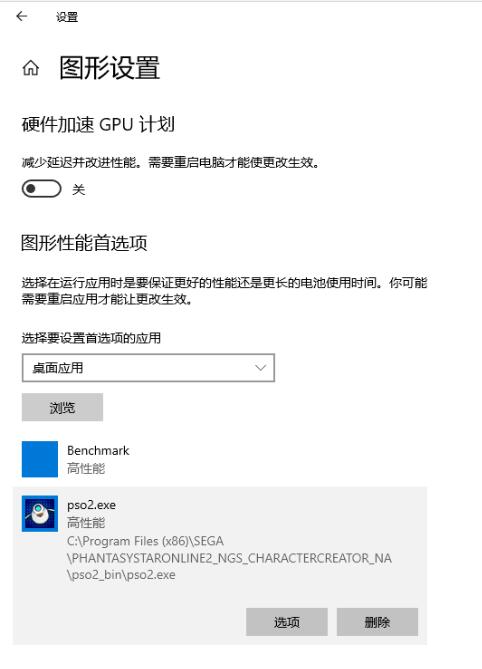 设置
图形设置
硬件加速 GPU 计划
减少延迟并改进性能。需要重启电脑才能使更改生效。
关
图形性能首选项
选择在运行应用时是要保证更好的性能还是更长的电池使用时间。你可能
需要重启应用才能让更改生效。
选择要设置首选项的应用
桌面应用
浏览
Benchmark
高性能
pso2.exe
高性能
C:\Program Files (x86)\SEGA
\PHANTASYSTARONLINE2_NGS_CHARACTERCREATOR_NA
\pso2_bin\pso2.exe
选项
删除